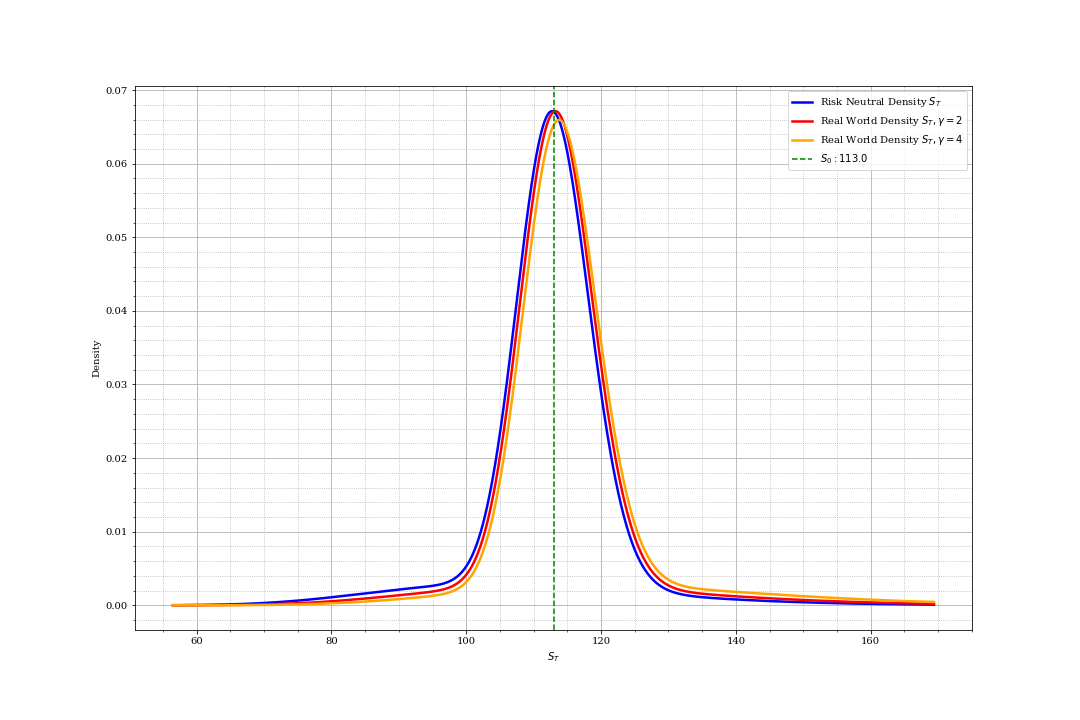 0.07
0.06
0.05
0.04
0.03
0.02
0.01
0.00
Density
60 80 100 120 140 160
S_T
Risk Neutral Density S_T
Real World Density S_T, γ = 2
Real World Density S_T, γ = 4
S_0 : 113.0